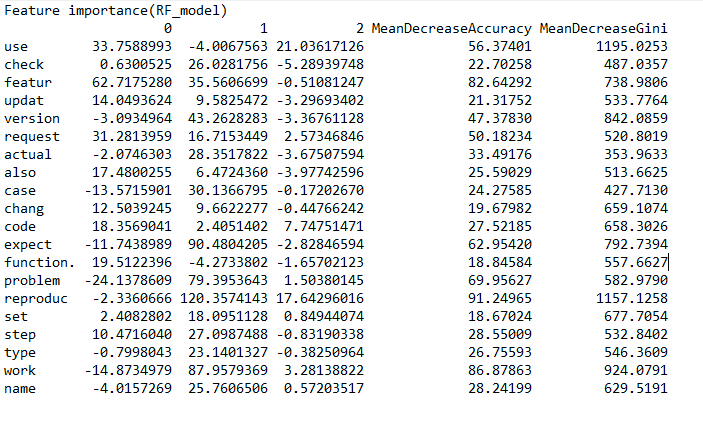 Feature importance(RF_model)
0 1 2 MeanDecreaseAccuracy MeanDecreaseGini
use 33.7588993 -4.0067563 21.03617126 56.37401 1195.0253
check 0.6300525 26.0281756 -5.28939748 22.70258 487.0357
featur 62.7175280 35.5606699 -0.51081247 82.64292 738.9806
updat 14.0493624 9.5825472 -3.29693402 21.31752 533.7764
version -3.0934964 43.2628283 -3.36761128 47.37830 842.0859
request 31.2813959 16.7153449 2.57346846 50.18234 520.8019
actual -2.0746303 28.3517822 -3.67507594 33.49176 353.9633
also 17.4800255 6.4724360 -3.97742596 25.59029 513.6625
case -13.5715901 30.1366795 -0.17202670 24.27585 427.7130
chang 12.5039245 9.6622277 -0.44766242 19.67982 659.1074
code 18.3569041 2.4051402 7.74751471 27.52185 658.3026
expect -11.7438989 90.4804205 -2.82846594 62.95420 792.7394
function. 19.5122396 -4.2733802 -1.65702123 18.84584 557.6627
problem -24.1378609 79.3953643 1.50380145 69.95627 582.9790
reproduc -2.3360666 120.3574143 17.64296016 91.24965 1157.1258
set 2.4082802 18.0951128 0.84944074 18.67024 677.7054
step 10.4716040 27.0987488 -0.83190338 28.55009 532.8402
type -0.7998043 23.1401327 -0.38250964 26.75593 546.3609
work -14.8734979 87.9579369 3.28138822 86.87863 924.0791
name -4.0157269 25.7606506 0.57203517 28.24199 629.5191